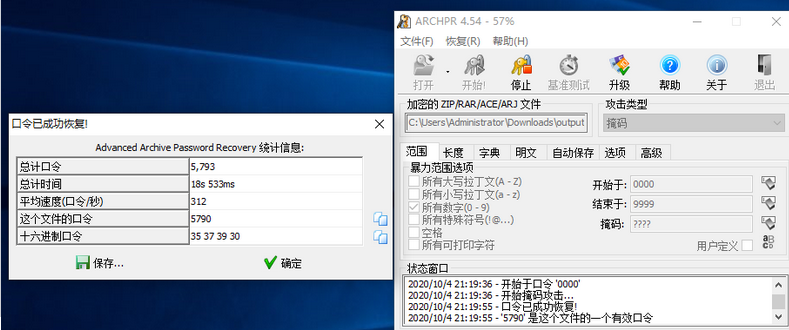 口令已成功恢复!
Advanced Archive Password Recovery 统计信息:
总计口令 5,793
总计时间 18s 533ms
平均速度(口令/秒) 312
这个文件的口令 5790
十六进制口令 35 37 39 30
保存...
确定
ARCHPR 4.54 - 57%
文件(F) 恢复(R) 帮助(H)
打开 开始! 停止 基准测试 升级 帮助 关于 退出
加密的 ZIP/RAR/ACE/ARJ 文件
C:\Users\Administrator\Downloads\output
攻击类型
掩码
范围 长度 字典 明文 自动保存 选项 高级
暴力范围选项
所有大写拉丁文(A - Z)
所有小写拉丁文(a - z)
所有数字(0 - 9)
所有特殊符号(!@...)
空格
所有可打印字符
开始于: 0000
结束于: 9999
掩码: ????
用户定义
状态窗口
2020/10/4 21:19:36 - 开始于口令 '0000'
2020/10/4 21:19:36 - 开始掩码攻击...
2020/10/4 21:19:55 - 口令已成功恢复!
2020/10/4 21:19:55 - '5790' 是这个文件的一个有效口令